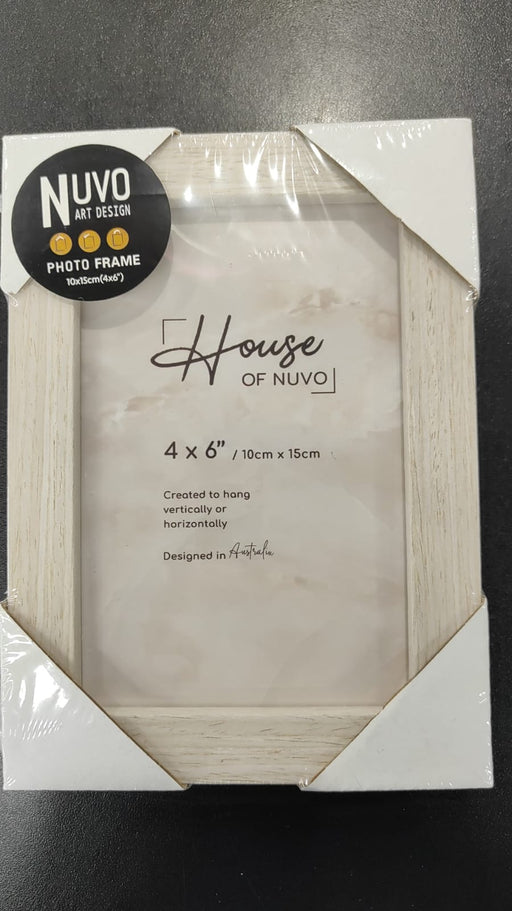 NUVO
ART DESIGN
PHOTO FRAME
10x15cm(4x6")
House
OF NUVO
4 x 6" / 10cm x 15cm
Created to hang
vertically or
horizontally
Designed in Australia